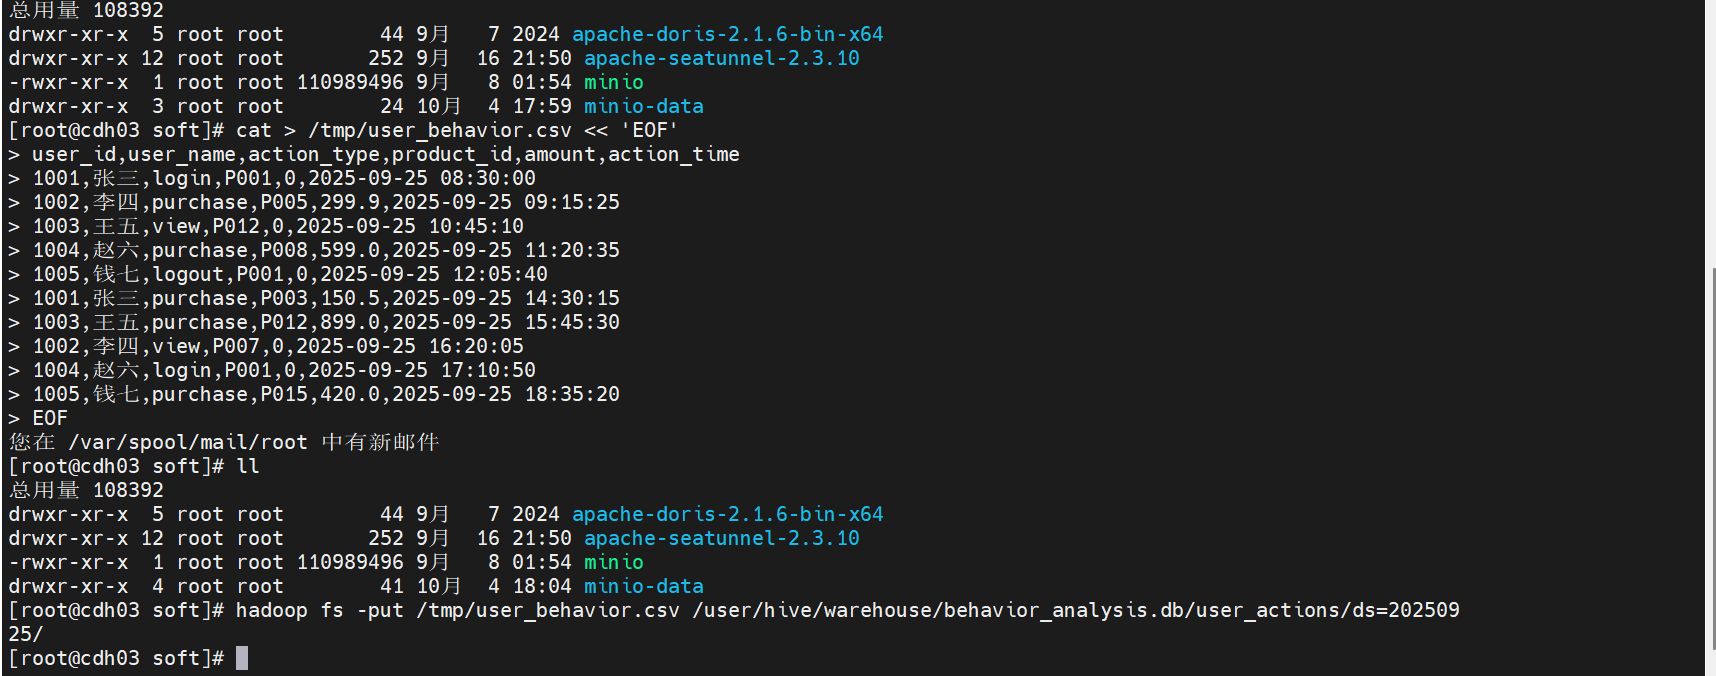 总用量 108392
drwxr-xr-x  5 root root        44 9月   7 2024 apache-doris-2.1.6-bin-x64
drwxr-xr-x 12 root root       252 9月  16 21:50 apache-seatunnel-2.3.10
-rwxr-xr-x  1 root root 110989496 9月   8 01:54 minio
drwxr-xr-x  3 root root        24 10月  4 17:59 minio-data
[root@cdh03 soft]# cat > /tmp/user_behavior.csv << 'EOF'
> user_id,user_name,action_type,product_id,amount,action_time
> 1001,张三,login,P001,0,2025-09-25 08:30:00
> 1002,李四,purchase,P005,299.9,2025-09-25 09:15:25
> 1003,王五,view,P012,0,2025-09-25 10:45:10
> 1004,赵六,purchase,P008,599.0,2025-09-25 11:20:35
> 1005,钱七,logout,P001,0,2025-09-25 12:05:40
> 1001,张三,purchase,P003,150.5,2025-09-25 14:30:15
> 1003,王五,purchase,P012,899.0,2025-09-25 15:45:30
> 1002,李四,view,P007,0,2025-09-25 16:20:05
> 1004,赵六,login,P001,0,2025-09-25 17:10:50
> 1005,钱七,purchase,P015,420.0,2025-09-25 18:35:20
> EOF
您在 /var/spool/mail/root 中有新邮件
[root@cdh03 soft]# ll
总用量 108392
drwxr-xr-x  5 root root        44 9月   7 2024 apache-doris-2.1.6-bin-x64
drwxr-xr-x 12 root root       252 9月  16 21:50 apache-seatunnel-2.3.10
-rwxr-xr-x  1 root root 110989496 9月   8 01:54 minio
drwxr-xr-x  4 root root        41 10月  4 18:04 minio-data
[root@cdh03 soft]# hadoop fs -put /tmp/user_behavior.csv /user/hive/warehouse/behavior_analysis.db/user_actions/ds=202509
25/
[root@cdh03 soft]#